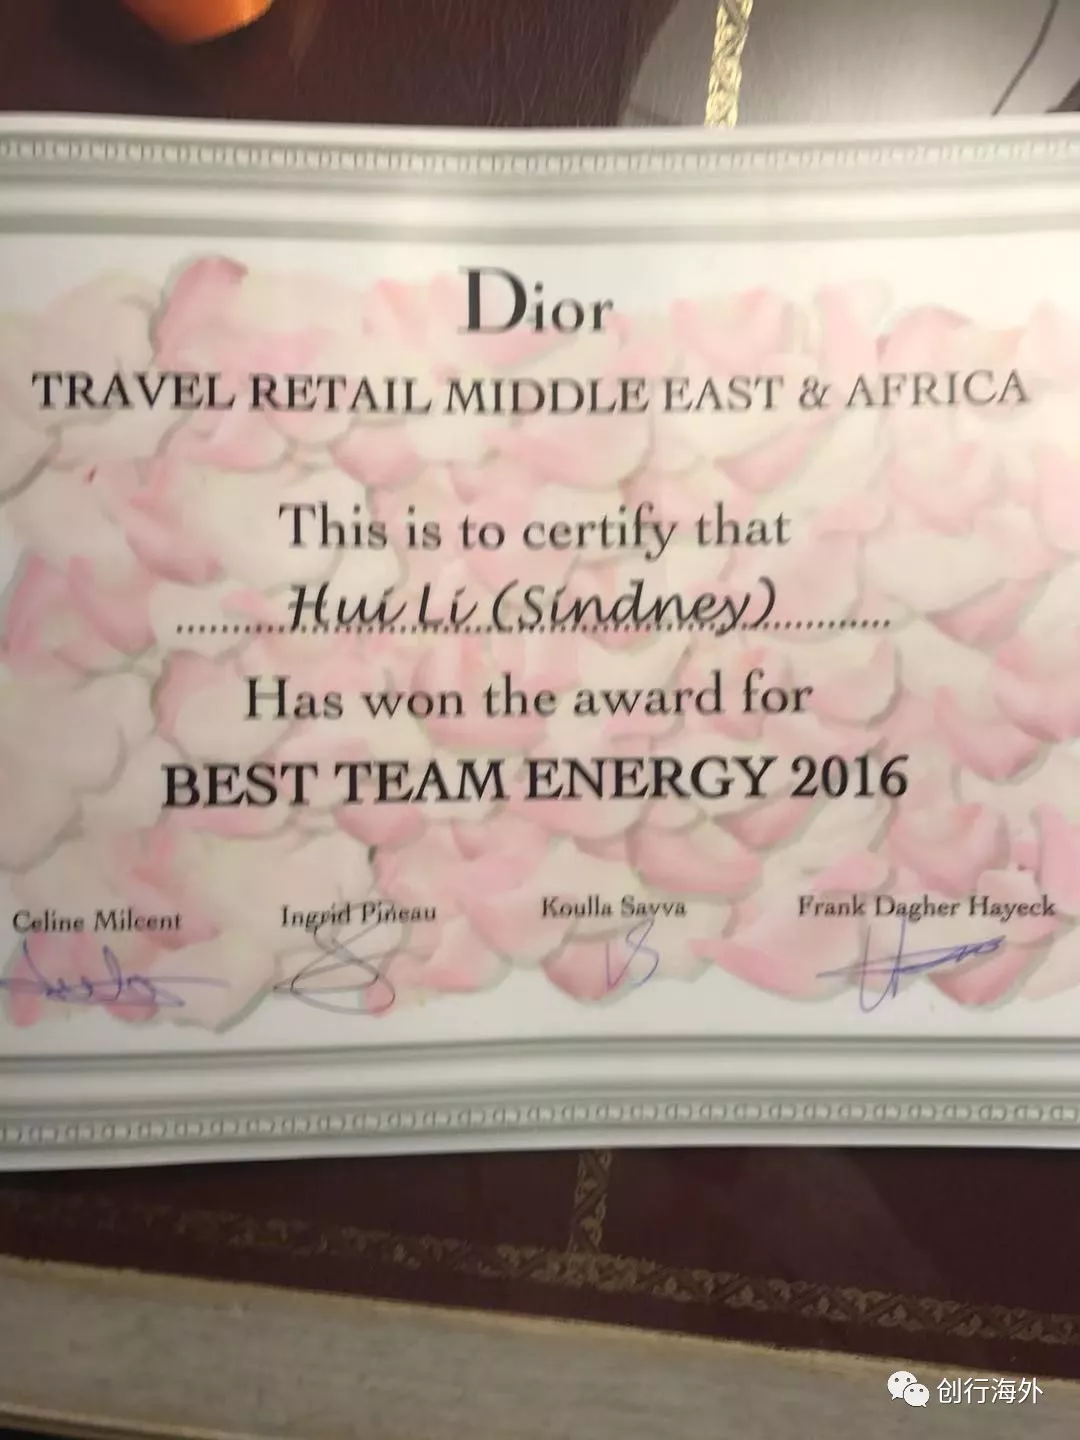 Dior
TRAVEL RETAIL MIDDLE EAST & AFRICA
This is to certify that
Hui Li (Sindney)
Has won the award for
BEST TEAM ENERGY 2016
Celine Milcent Ingrid Pineau Koulla Savva Frank Dagher Hayeck
创行海外